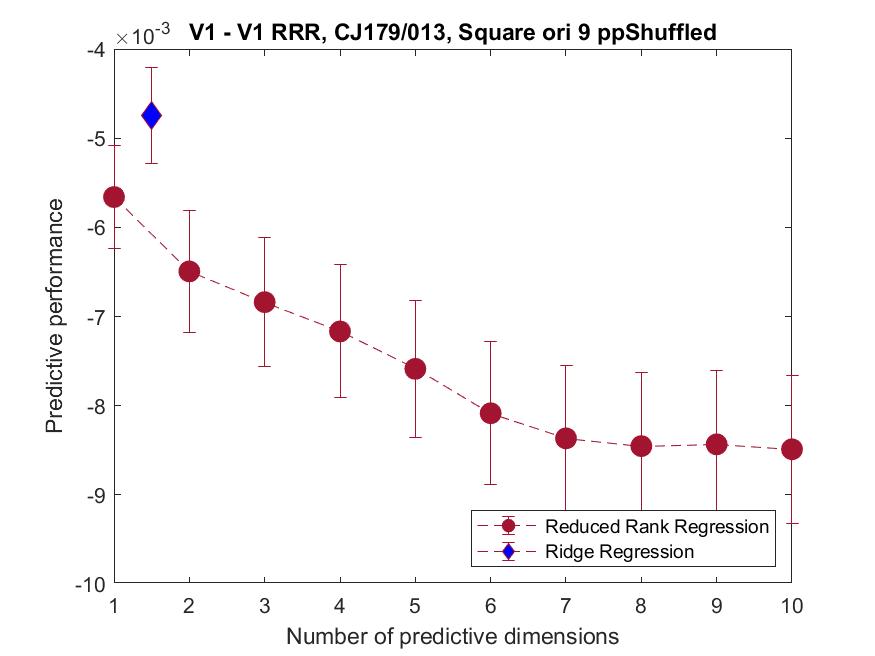 ×10⁻³
V1 - V1 RRR, CJ179/013, Square ori 9 ppShuffled
-4
-5
-6
-7
-8
-9
-10
Predictive performance
Reduced Rank Regression
Ridge Regression
1 2 3 4 5 6 7 8 9 10
Number of predictive dimensions